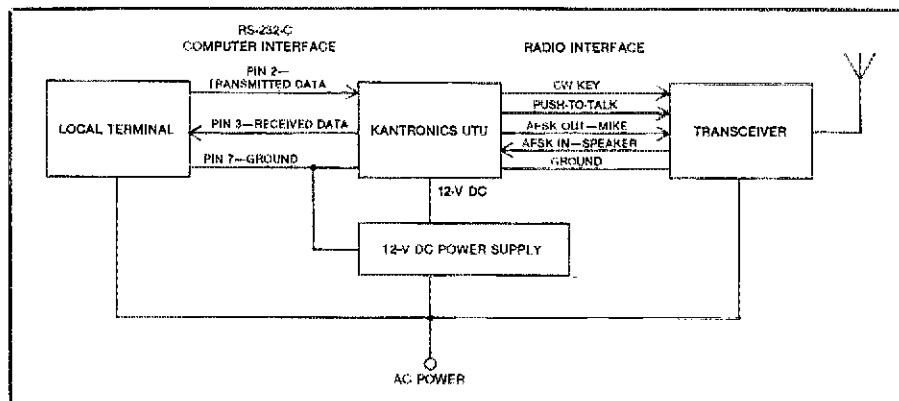 RS-232-C
COMPUTER INTERFACE
RADIO INTERFACE
PIN 2—
TRANSMITTED DATA
CW KEY
PUSH-TO-TALK
LOCAL TERMINAL
PIN 3—RECEIVED DATA
KANTRONICS UTU
AFSK OUT—MIKE
TRANSCEIVER
AFSK IN—SPEAKER
PIN 7—GROUND
GROUND
12-V DC
12-V DC POWER SUPPLY
AC POWER